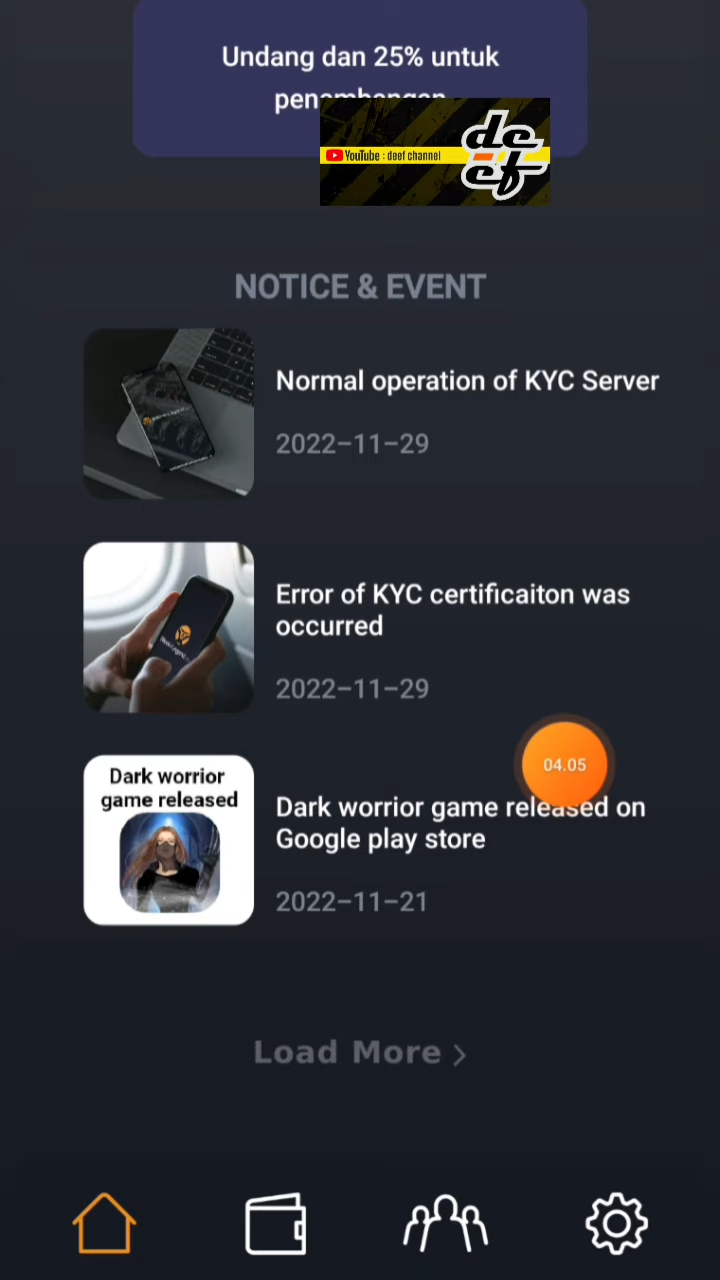 Undang dan 25% untuk
YouTube : deef channel
de
ef
NOTICE & EVENT
Normal operation of KYC Server
2022-11-29
Error of KYC certificaiton was
occurred
2022-11-29
04.05
Dark worrior
game released
Dark worrior game released on
Google play store
2022-11-21
Load More >